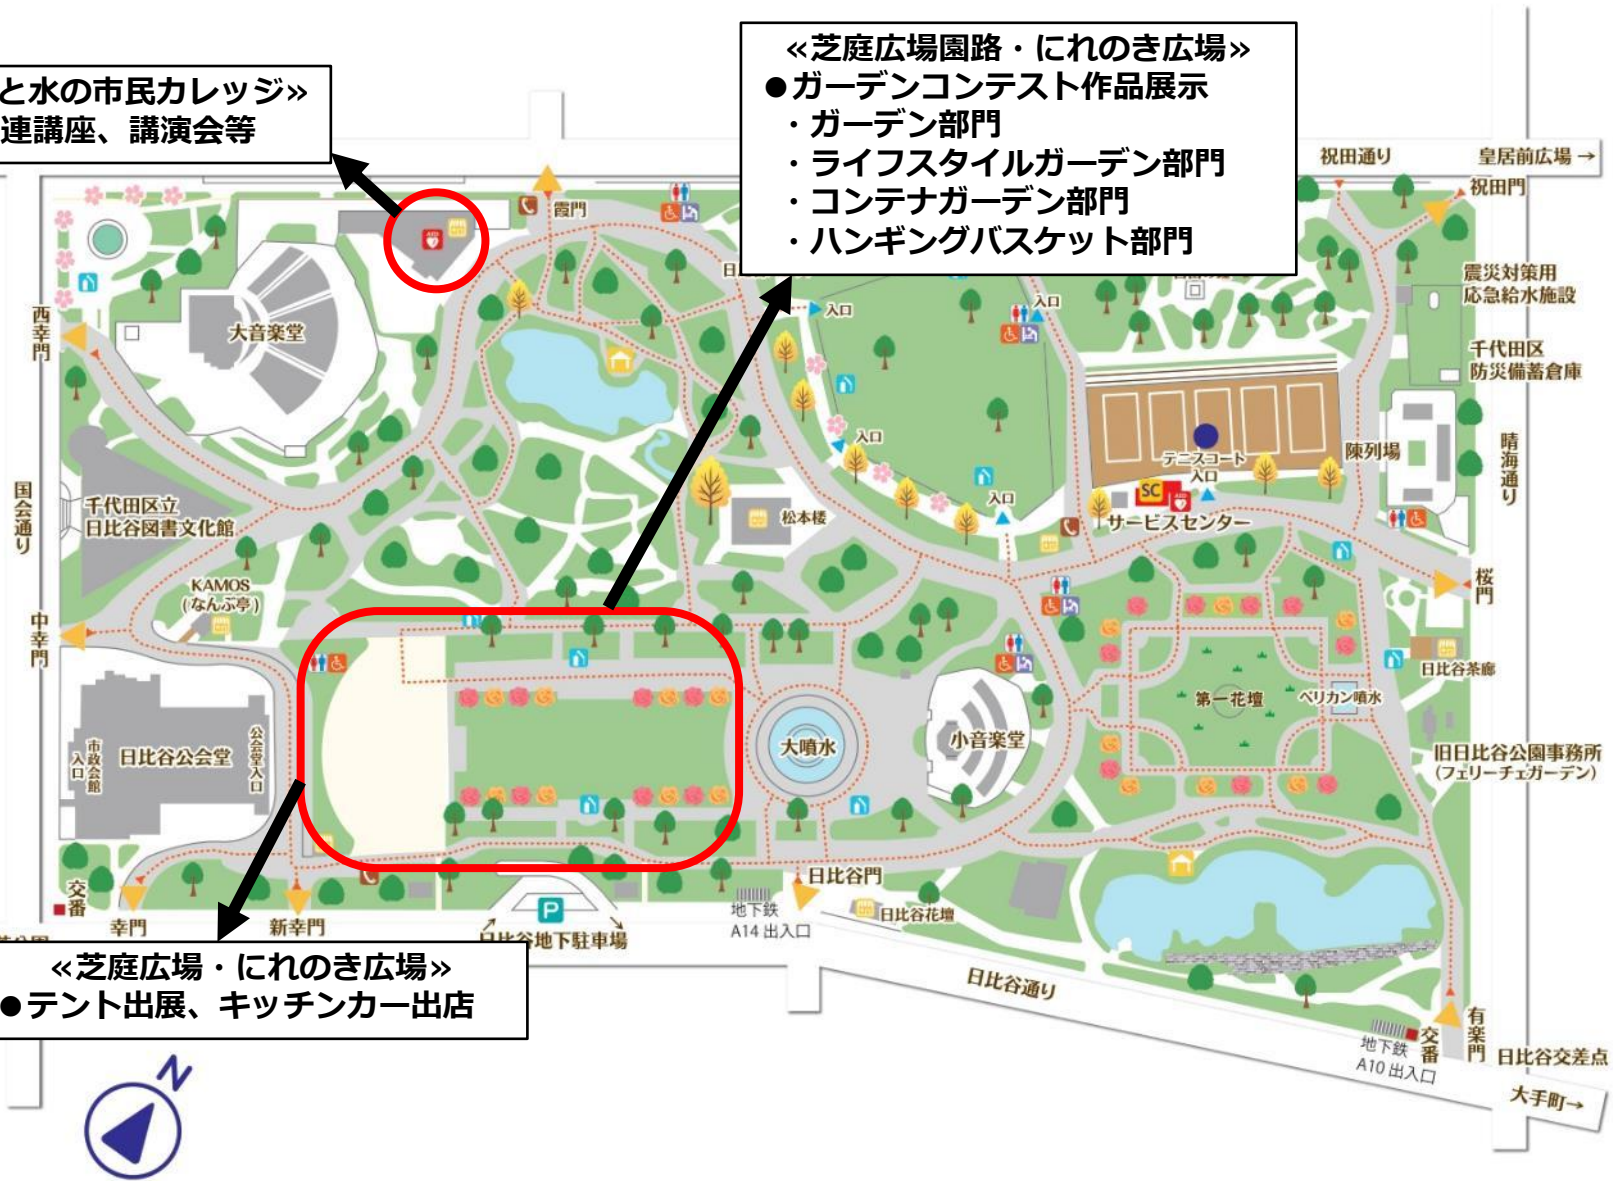 と水の市民カレッジ»
連講座、講演会等
«芝庭広場園路・にれのき広場»
●ガーデンコンテスト作品展示
・ガーデン部門
・ライフスタイルガーデン部門
・コンテナガーデン部門
・ハンギングバスケット部門
祝田通り
皇居前広場→
祝田門
霞門
震災対策用
応急給水施設
千代田区
防災備蓄倉庫
西幸門
大音楽堂
入口
入口
入口
入口
テニスコート
入口
陳列場
晴海通り
国会通り
千代田区立
日比谷図書文化館
松本楼
SC
AED
AED
サービスセンター
桜門
KAMOS
(なんぶ亭)
中幸門
日比谷茶廊
第一花壇
ペリカン噴水
市政会館
入口
日比谷公会堂
公会堂入口
大噴水
小音楽堂
旧日比谷公園事務所
(フェリーチェガーデン)
交番
幸門
新幸門
P
日比谷地下駐車場
地下鉄
A14 出入口
日比谷門
日比谷花壇
日比谷通り
«芝庭広場・にれのき広場»
●テント出展、キッチンカー出店
地下鉄
A10 出入口
交番
有楽門
日比谷交差点
大手町→
N